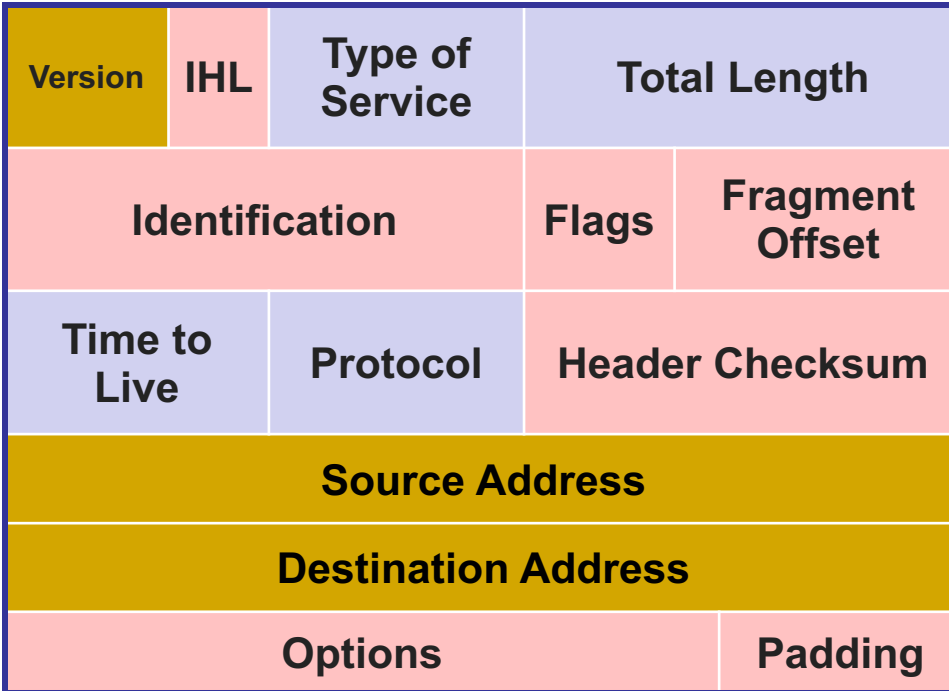 Version
IHL
Type of
Service
Total Length
Identification
Flags
Fragment
Offset
Time to
Live
Protocol
Header Checksum
Source Address
Destination Address
Options
Padding